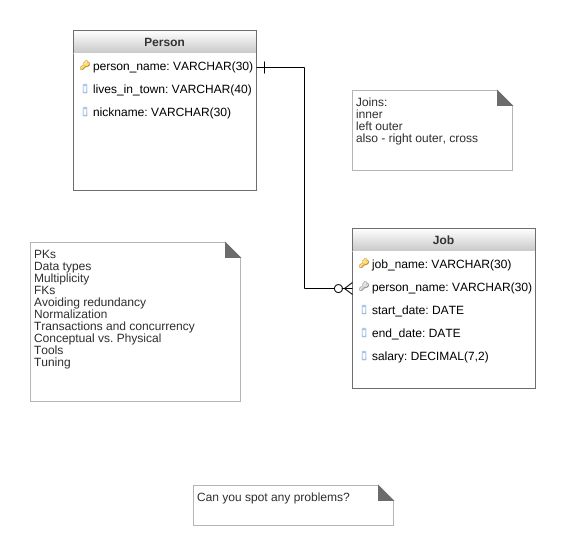 Person
person_name: VARCHAR(30)
lives_in_town: VARCHAR(40)
nickname: VARCHAR(30)
Joins:
inner
left outer
also - right outer, cross
Job
job_name: VARCHAR(30)
person_name: VARCHAR(30)
start_date: DATE
end_date: DATE
salary: DECIMAL(7,2)
PKs
Data types
Multiplicity
FKs
Avoiding redundancy
Normalization
Transactions and concurrency
Conceptual vs. Physical
Tools
Tuning
Can you spot any problems?